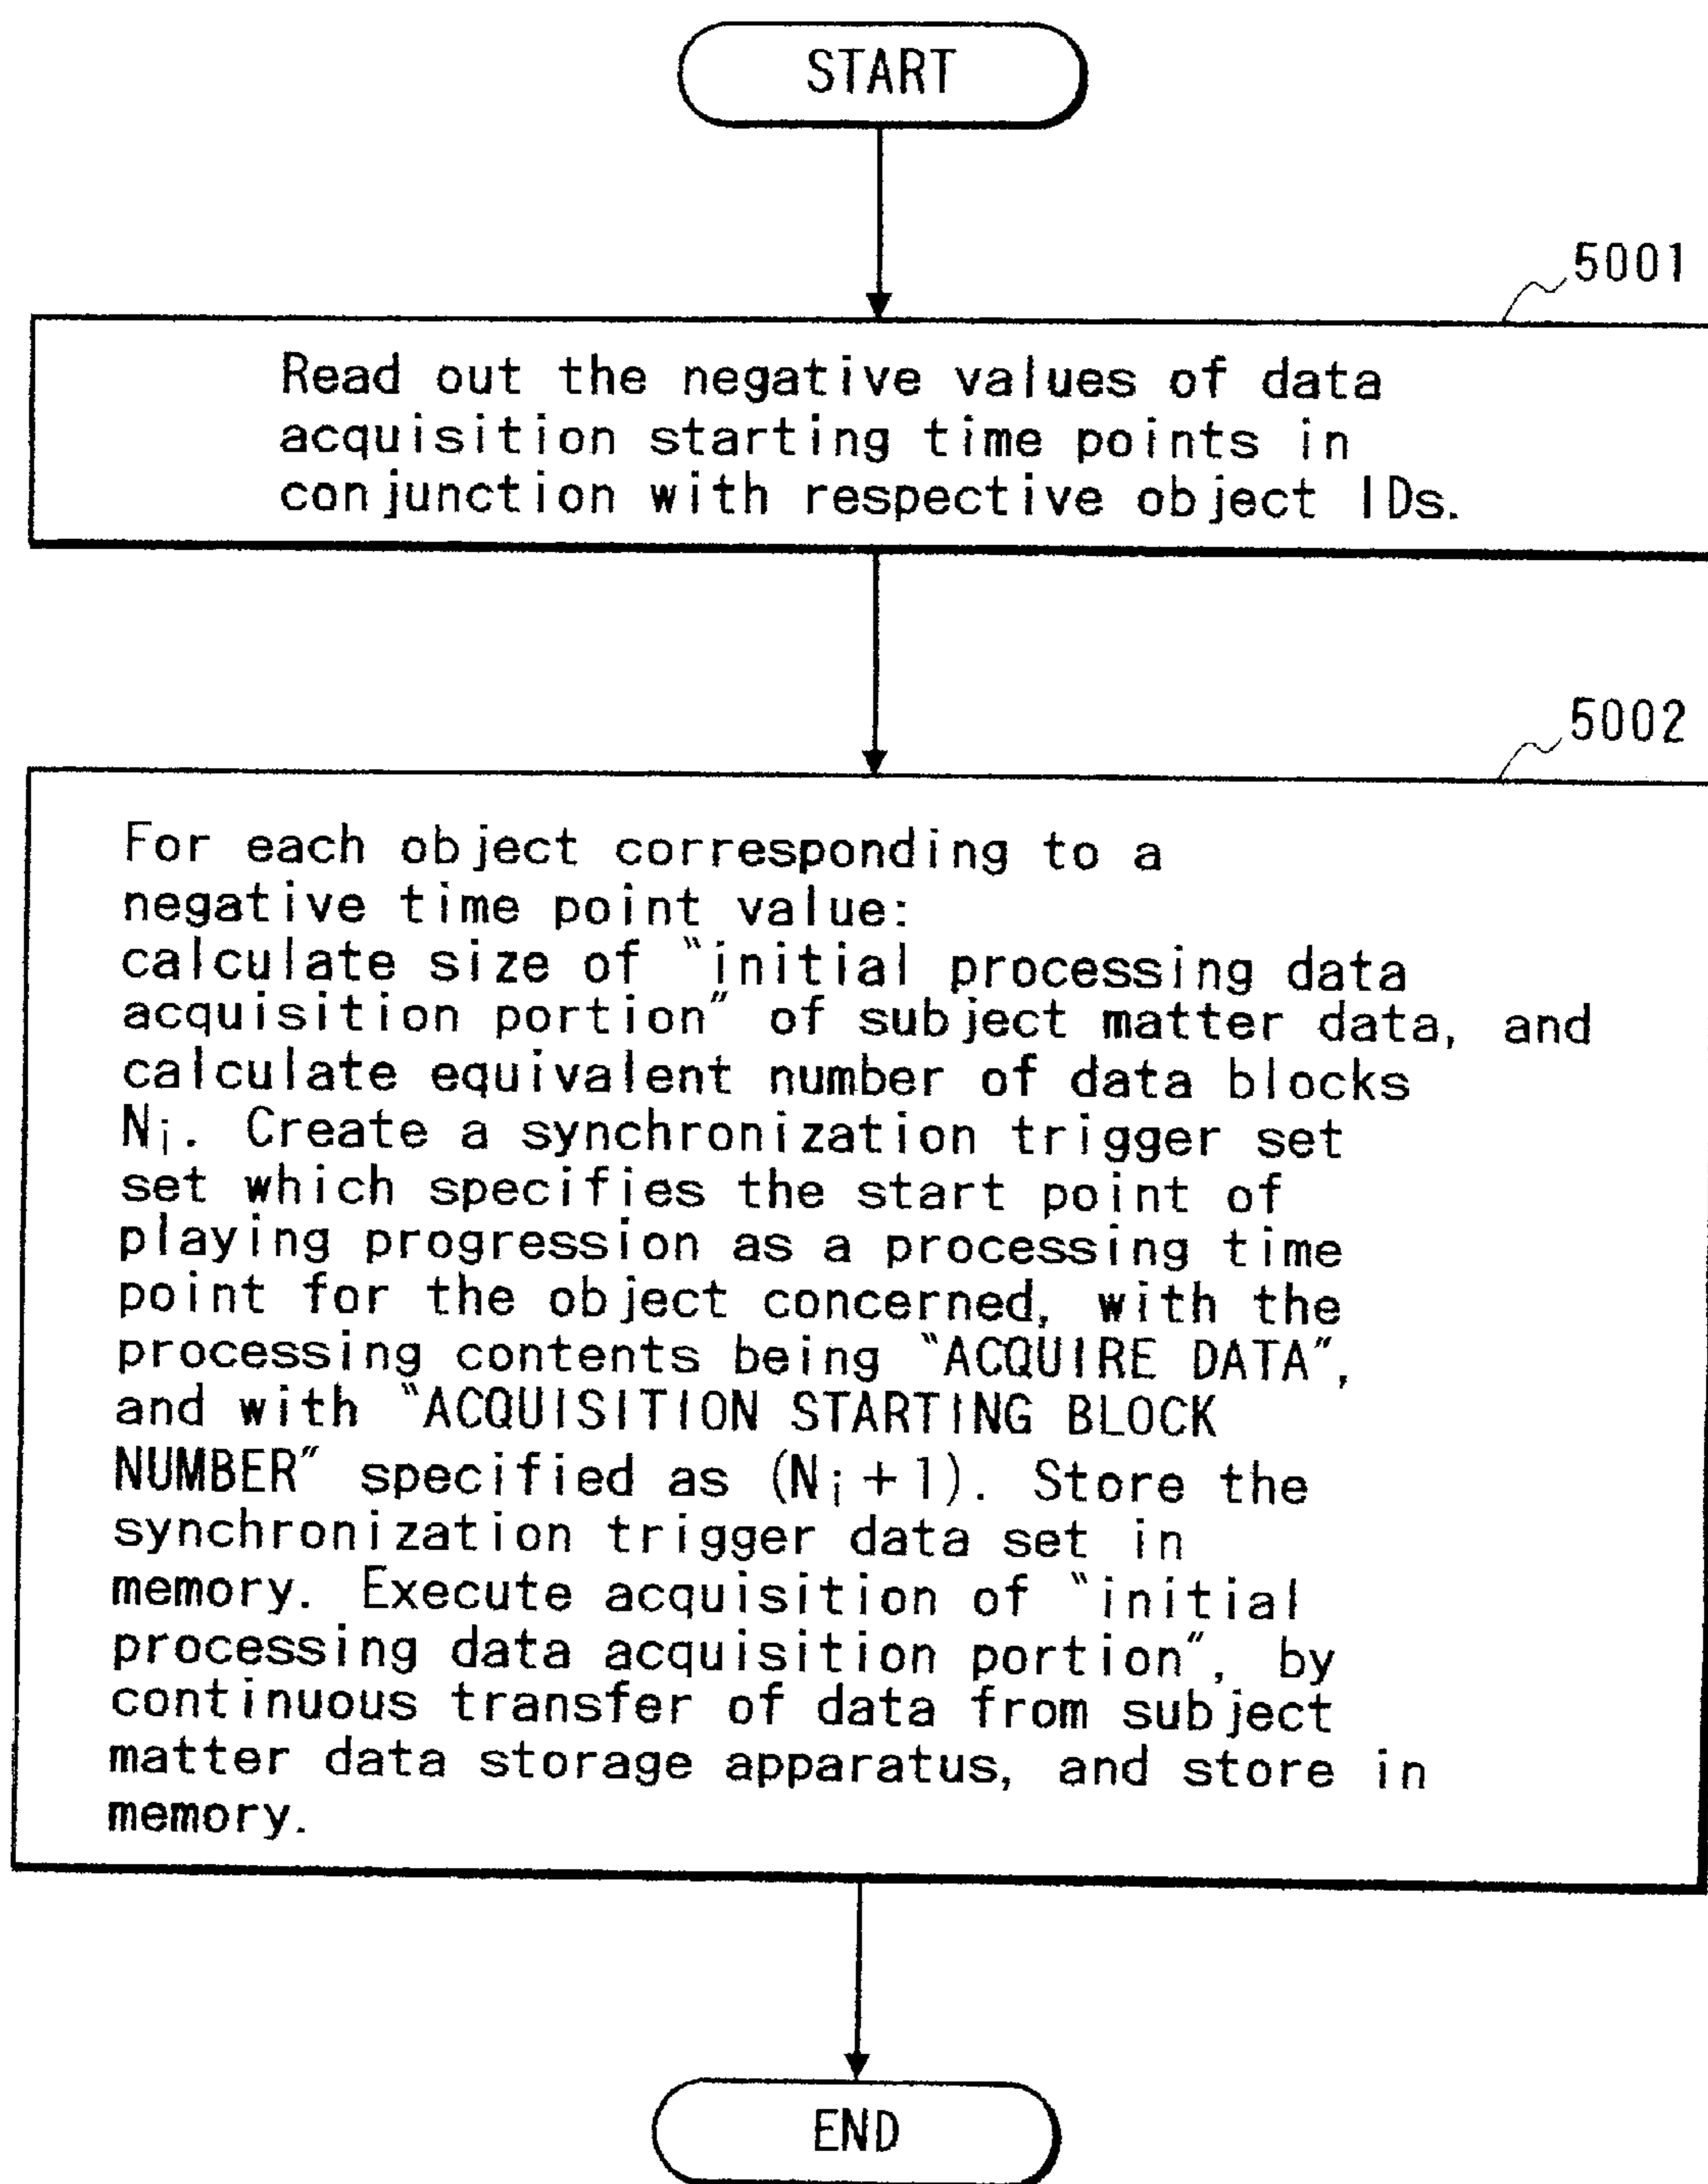 START
5001
Read out the negative values of data
acquisition starting time points in
conjunction with respective object IDs.
5002
For each object corresponding to a
negative time point value:
calculate size of "initial processing data
acquisition portion" of subject matter data, and
calculate equivalent number of data blocks
Ni. Create a synchronization trigger set
set which specifies the start point of
playing progression as a processing time
point for the object concerned, with the
processing contents being "ACQUIRE DATA",
and with "ACQUISITION STARTING BLOCK
NUMBER" specified as (Ni+1). Store the
synchronization trigger data set in
memory. Execute acquisition of "initial
processing data acquisition portion", by
continuous transfer of data from subject
matter data storage apparatus, and store in
memory.
END